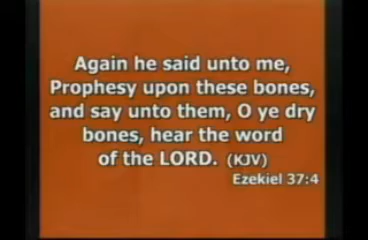 Again he said unto me,
Prophesy upon these bones,
and say unto them, O ye dry
bones, hear the word
of the LORD. (KJV)
Ezekiel 37:4